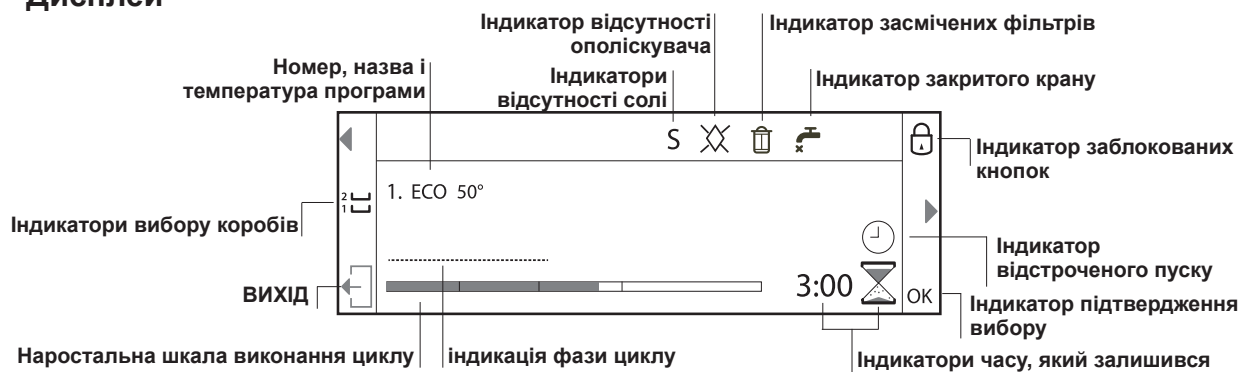 Дисплей
Індикатор відсутності
ополіскувача
Індикатор засмічених фільтрів
Номер, назва і
температура програми
Індикатори
відсутності солі
Індикатор закритого крану
S
Індикатор заблокованих
кнопок
1. ECO 50°
2
1
Індикатори вибору коробів
Індикатор
відстроченого пуску
ВИХІД
3:00
OK
Індикатор підтвердження
вибору
Наростальна шкала виконання циклу
індикація фази циклу
Індикатори часу, який залишився